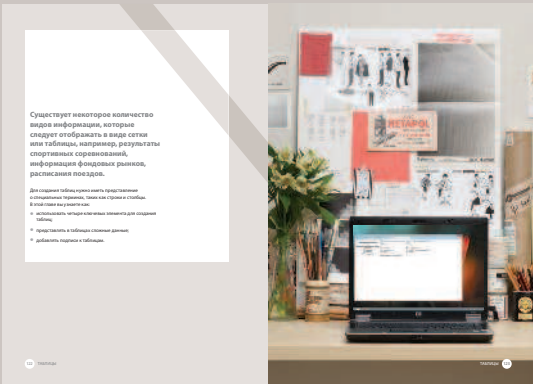 Существует некоторое количество
видов информации, которые
следует отображать в виде сетки
или таблицы, например, результаты
спортивных соревнований,
информация фондовых рынков,
расписания поездов.
Для создания таблиц нужно иметь представление
о специальных терминах, таких как строки и столбцы.
В этой главе вы узнаете как:
использовать четыре ключевых элемента для создания
таблиц;
представлять в таблицах сложные данные;
добавлять подписи к таблицам.
ТАБЛИЦЫ
METAPOL
hp
ТАБЛИЦЫ